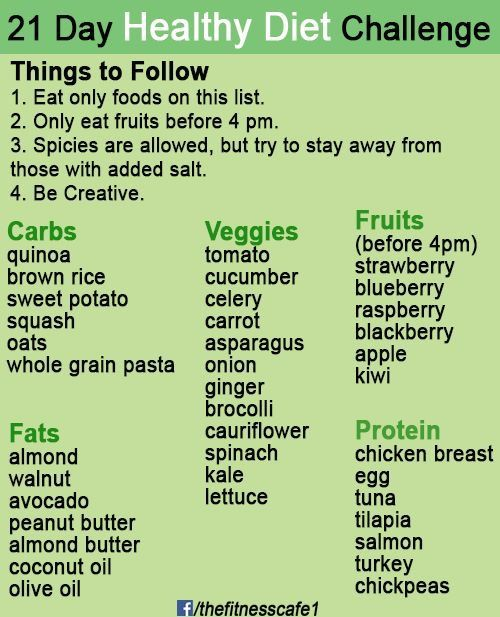 21 Day Healthy Diet Challenge
Things to Follow
1. Eat only foods on this list.
2. Only eat fruits before 4 pm.
3. Spicies are allowed, but try to stay away from
those with added salt.
4. Be Creative.
Carbs
quinoa
brown rice
sweet potato
squash
oats
whole grain pasta
Fats
almond
walnut
avocado
peanut butter
almond butter
coconut oil
olive oil
Veggies
tomato
cucumber
celery
carrot
asparagus
onion
ginger
brocolli
cauriflower
spinach
kale
lettuce
Fruits
(before 4pm)
strawberry
blueberry
raspberry
blackberry
apple
kiwi
Protein
chicken breast
egg
tuna
tilapia
salmon
turkey
chickpeas
f/thefitnesscafe1